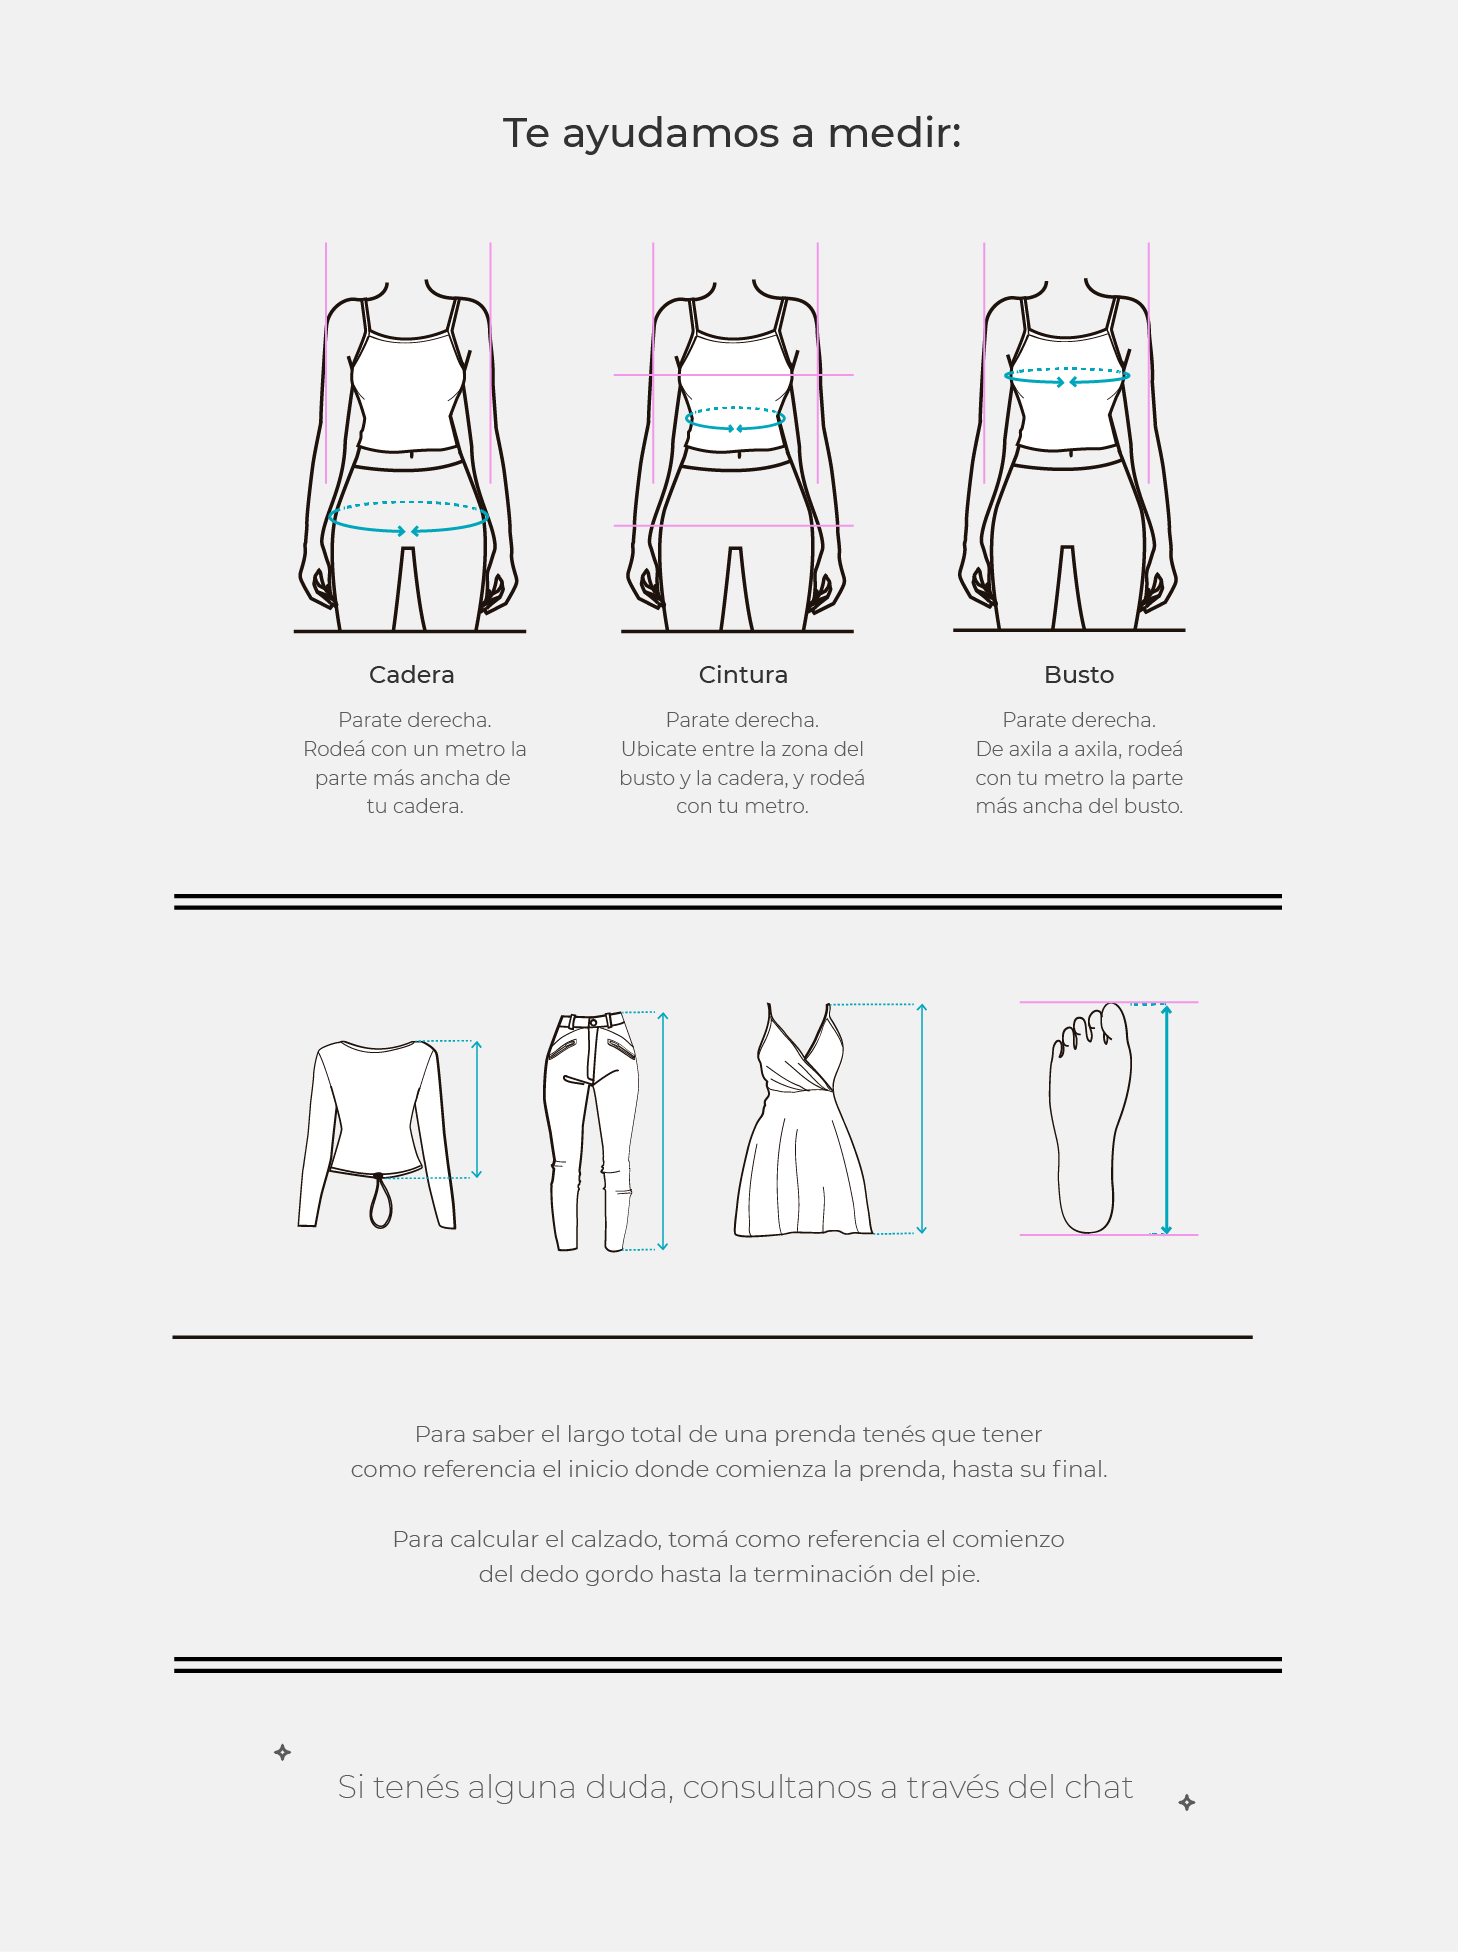 Te ayudamos a medir:
Cadera
Parate derecha.
Rodeá con un metro la
parte más ancha de
tu cadera.
Cintura
Parate derecha.
Ubicate entre la zona del
busto y la cadera, y rodeá
con tu metro.
Busto
Parate derecha.
De axila a axila, rodeá
con tu metro la parte
más ancha del busto.
Para saber el largo total de una prenda tenés que tener
como referencia el inicio donde comienza la prenda, hasta su final.
Para calcular el calzado, tomá como referencia el comienzo
del dedo gordo hasta la terminación del pie.
Si tenés alguna duda, consultanos a través del chat